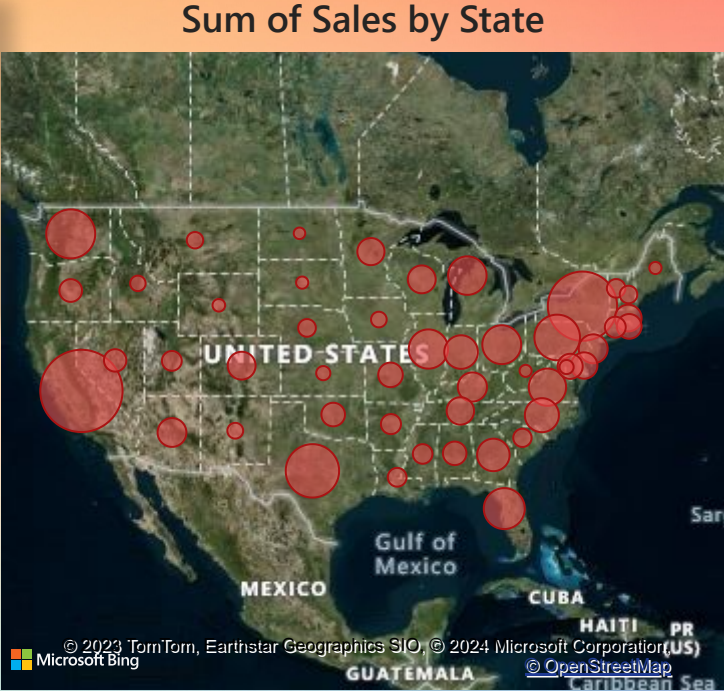 Sum of Sales by State
UNITED STATES
Gulf of
Mexico
Sar
MEXICO
CUBA
HAITI
PR
(US)
© 2023 TomTom, Earthstar Geographics SIO, © 2024 Microsoft Corporation,
Microsoft Bing
© OpenStreetMap
GUATEMALA
Caribbean Sea